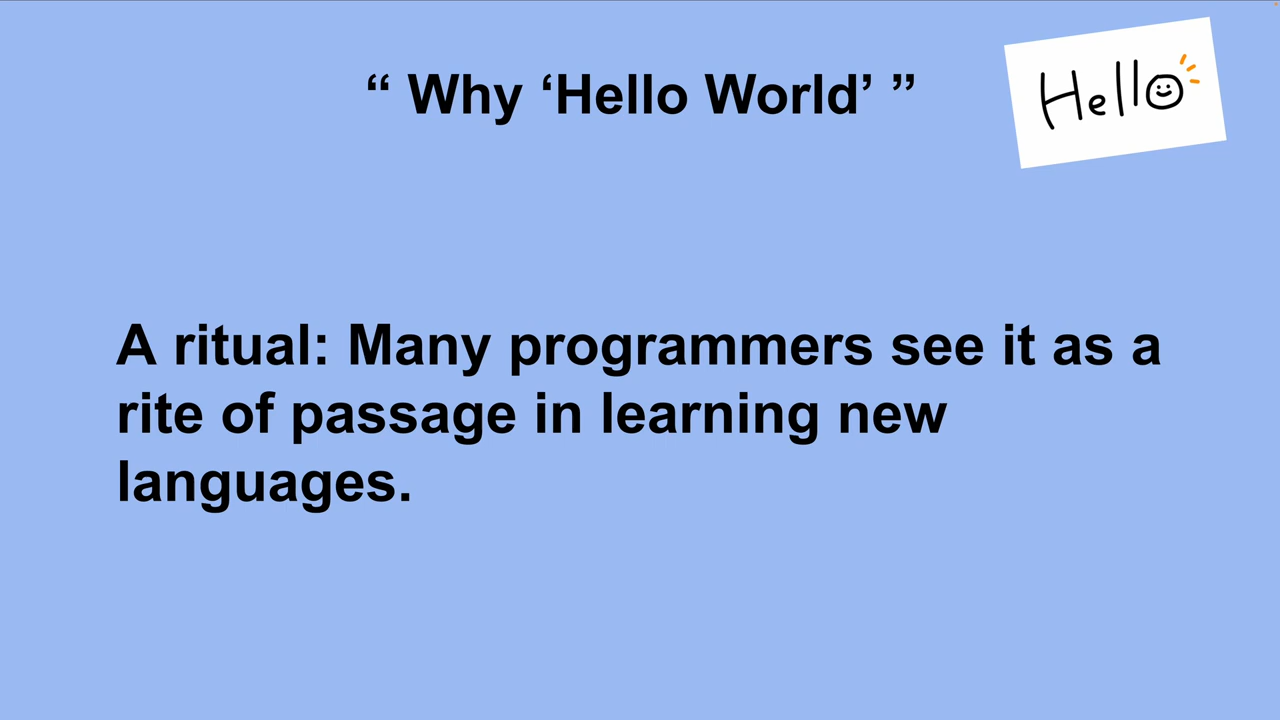 “ Why ‘Hello World’ ”
Hello
A ritual: Many programmers see it as a
rite of passage in learning new
languages.